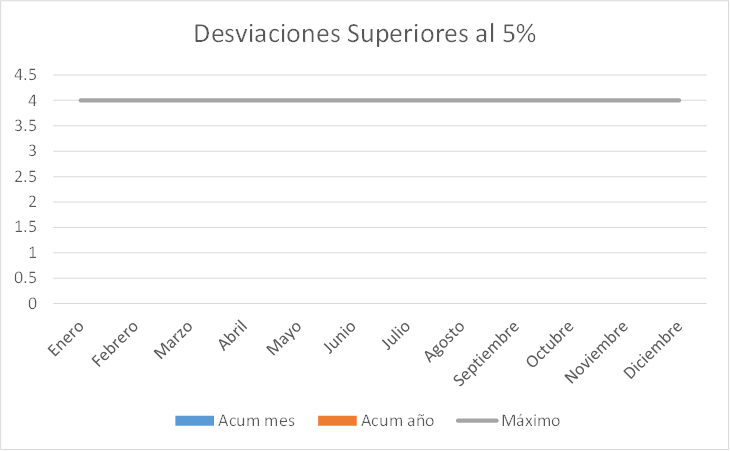 Desviaciones Superiores al 5%
4.5
4
3.5
3
2.5
2
1.5
1
0.5
0
Enero
Febrero
Marzo
Abril
Mayo
Junio
Julio
Agosto
Septiembre
Octubre
Noviembre
Diciembre
Acum mes Acum año Máximo